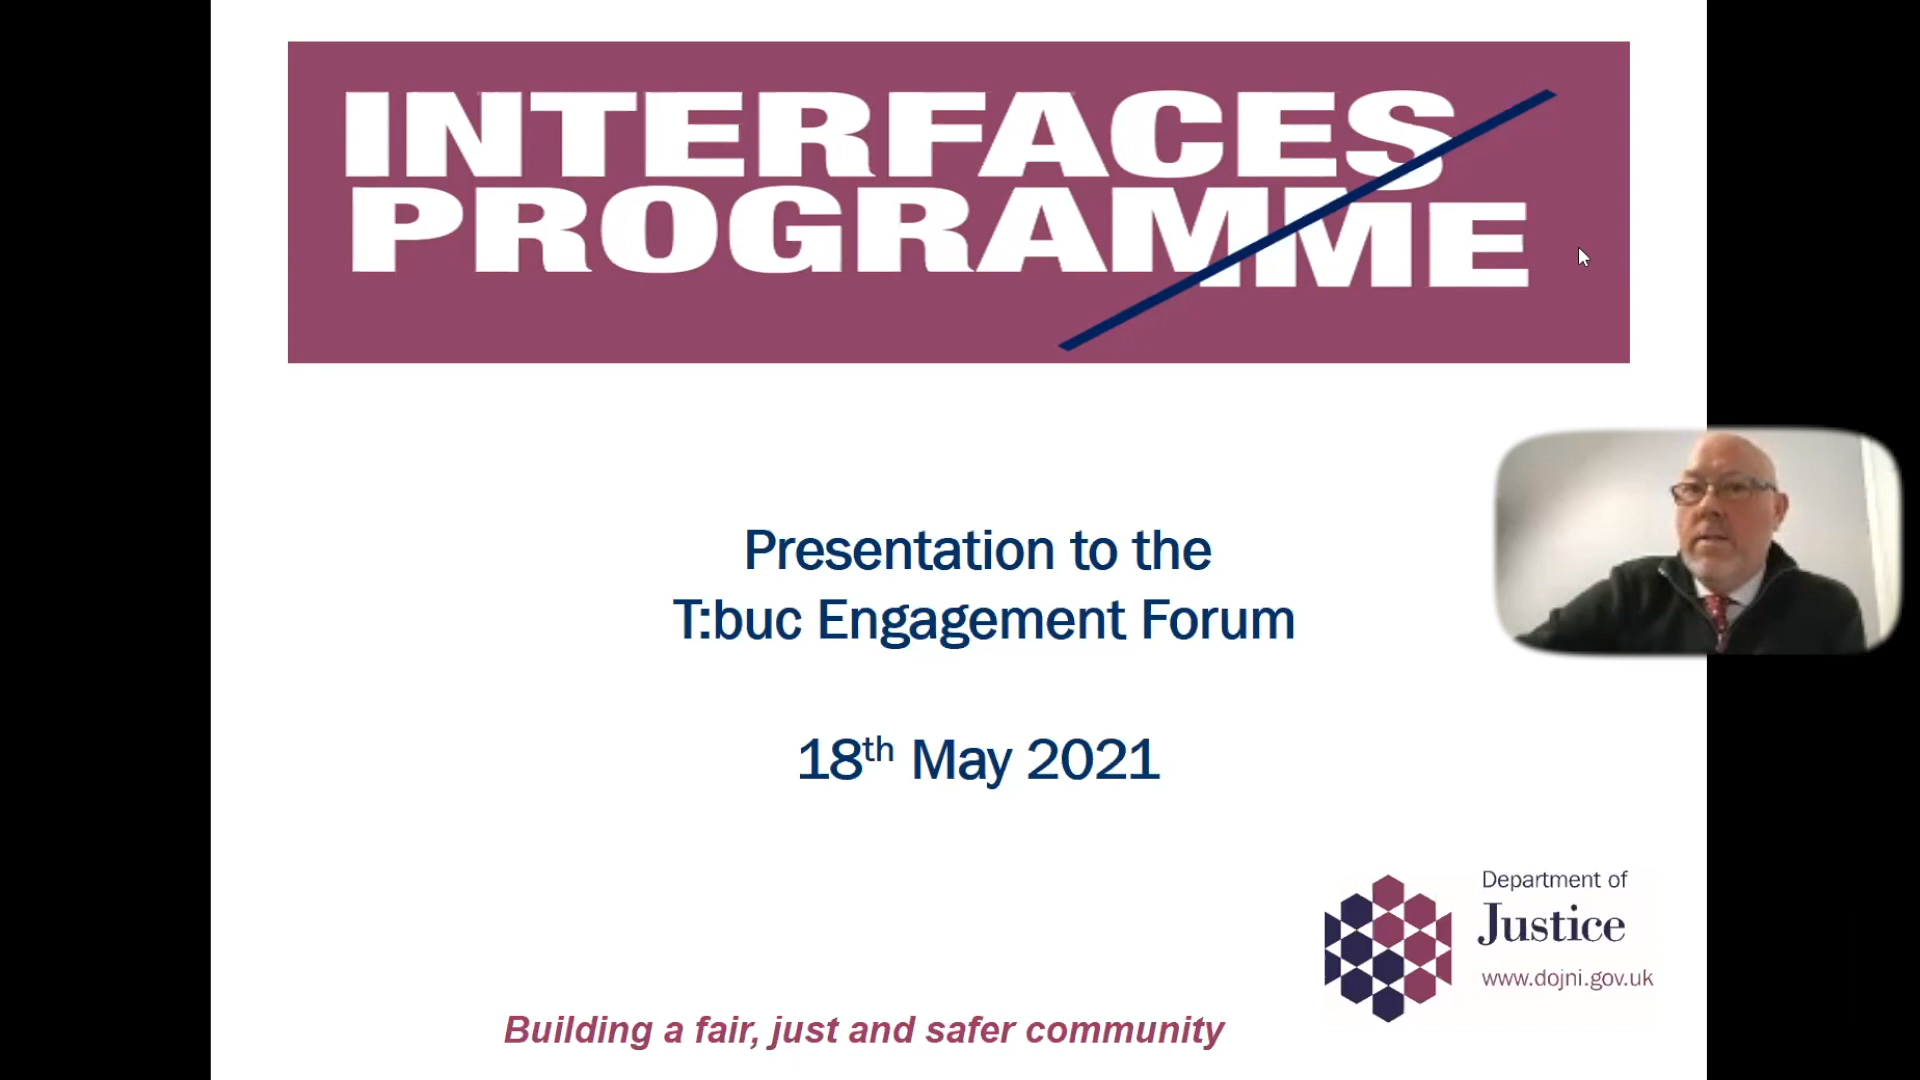 INTERFACES
PROGRAMME
Presentation to the
T:buc Engagement Forum
18th May 2021
Department of
Justice
www.dojni.gov.uk
Building a fair, just and safer community